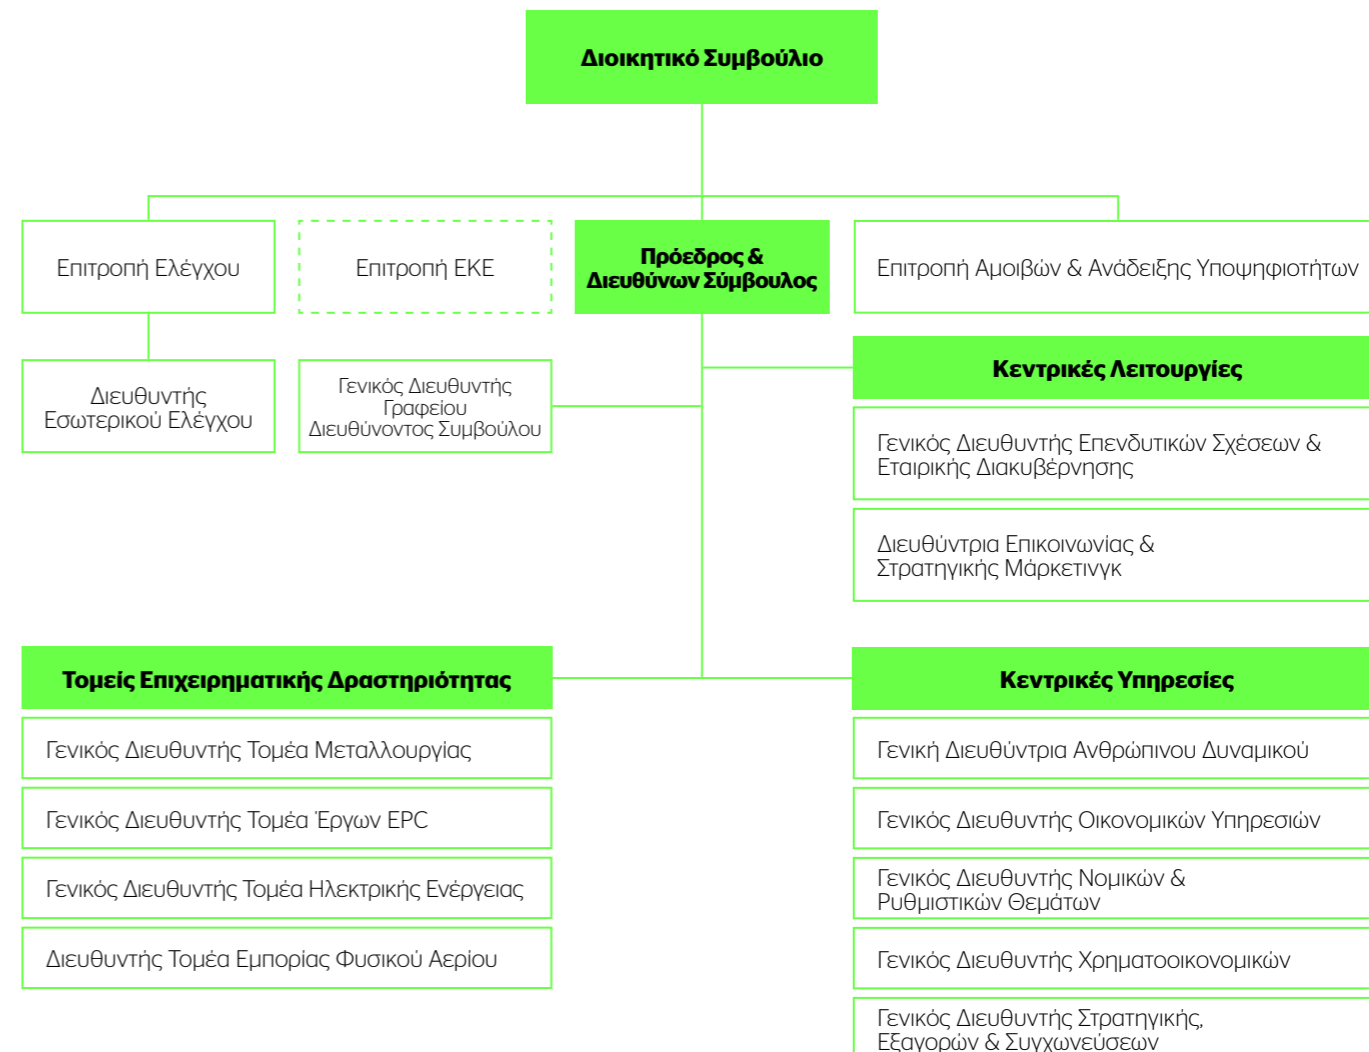 Διοικητικό Συμβούλιο
Επιτροπή Ελέγχου
Επιτροπή ΕΚΕ
Πρόεδρος &
Διευθύνων Σύμβουλος
Επιτροπή Αμοιβών & Ανάδειξης Υποψηφιοτήτων
Διευθυντής
Εσωτερικού Ελέγχου
Γενικός Διευθυντής
Γραφείου
Διευθύνοντος Συμβούλου
Κεντρικές Λειτουργίες
Γενικός Διευθυντής Επενδυτικών Σχέσεων &
Εταιρικής Διακυβέρνησης
Διευθύντρια Επικοινωνίας &
Στρατηγικής Μάρκετινγκ
Τομείς Επιχειρηματικής Δραστηριότητας
Γενικός Διευθυντής Τομέα Μεταλλουργίας
Γενικός Διευθυντής Τομέα Έργων EPC
Γενικός Διευθυντής Τομέα Ηλεκτρικής Ενέργειας
Διευθυντής Τομέα Εμπορίας Φυσικού Αερίου
Κεντρικές Υπηρεσίες
Γενική Διευθύντρια Ανθρώπινου Δυναμικού
Γενικός Διευθυντής Οικονομικών Υπηρεσιών
Γενικός Διευθυντής Νομικών &
Ρυθμιστικών Θεμάτων
Γενικός Διευθυντής Χρηματοοικονομικών
Γενικός Διευθυντής Στρατηγικής,
Εξαγορών & Συγχωνεύσεων